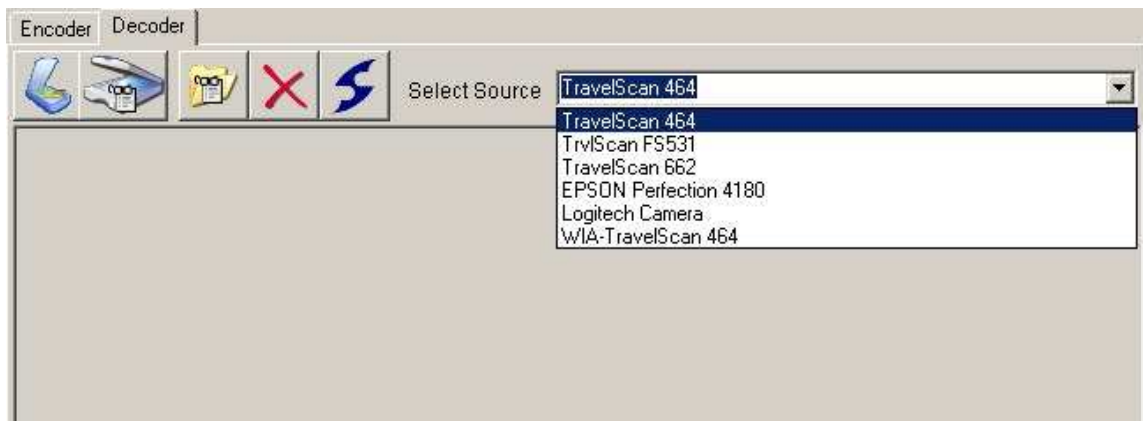 Encoder Decoder
Select Source TravelScan 464
TravelScan 464
TrvlScan FS531
TravelScan 662
EPSON Perfection 4180
Logitech Camera
WIA-TravelScan 464